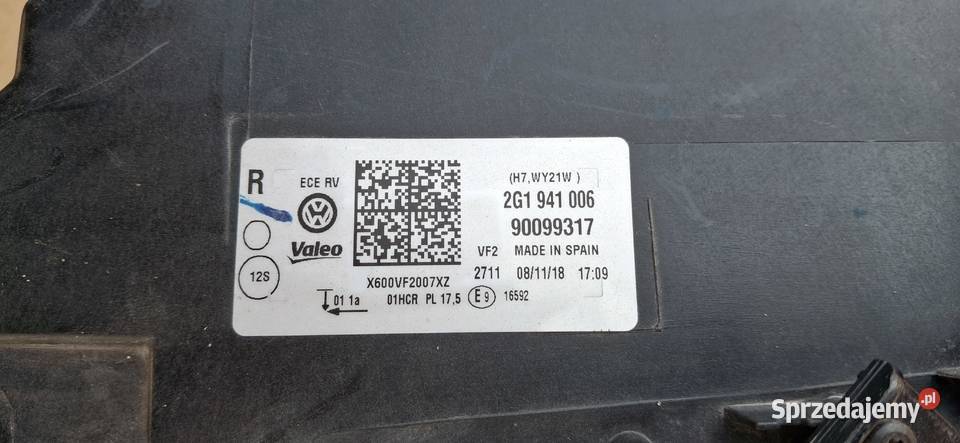 R
ECE RV
(H7,WY21W )
2G1 941 006
90099317
Valeo
VF2 MADE IN SPAIN
12S
2711 08/11/18 17:09
X600VF2007XZ
01 1a 01HCR PL 17,5 E9 16592
Sprzedajemy.pl